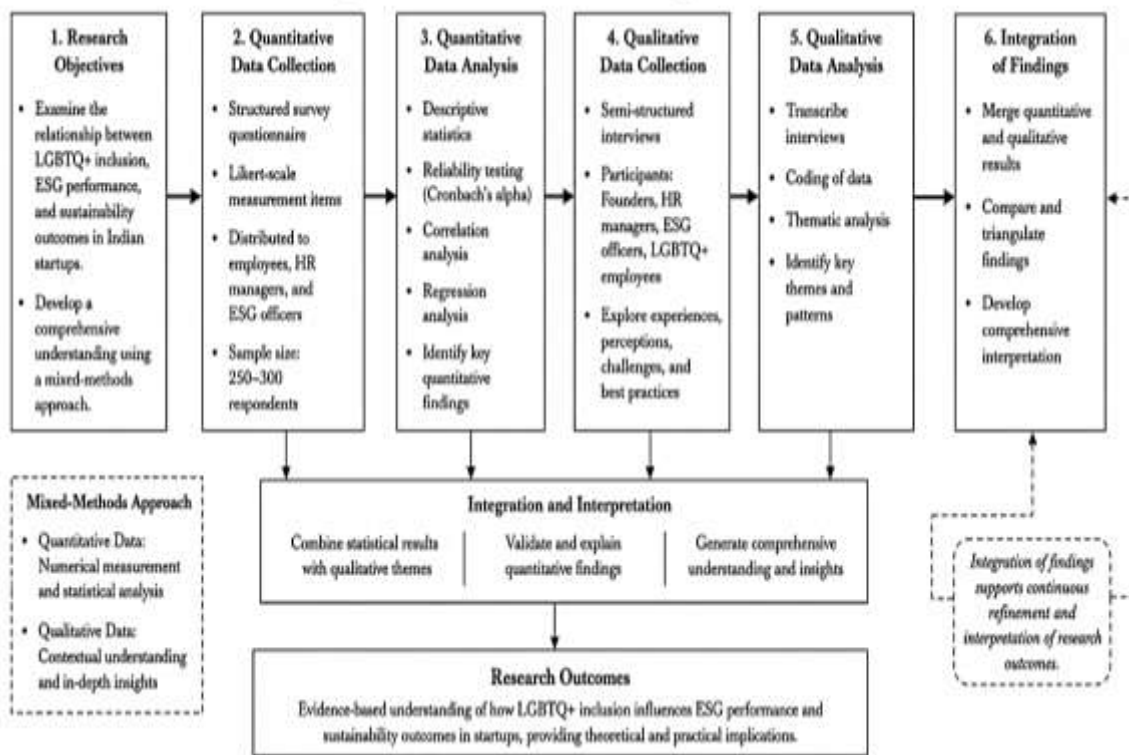 1. Research
Objectives
• Examine the
relationship between
LGBTQ+ inclusion,
ESG performance,
and sustainability
outcomes in Indian
startups.
• Develop a
comprehensive
understanding using
a mixed-methods
approach.
2. Quantitative
Data Collection
• Structured survey
questionnaire
• Likert-scale
measurement items
• Distributed to
employees, HR
managers, and
ESG officers
• Sample size:
250–300
respondents
3. Quantitative
Data Analysis
• Descriptive
statistics
• Reliability testing
(Cronbach's alpha)
• Correlation
analysis
• Regression
analysis
• Identify key
quantitative
findings
4. Qualitative
Data Collection
• Semi-structured
interviews
• Participants:
Founders, HR
managers, ESG
officers, LGBTQ+
employees
• Explore experiences,
perceptions,
challenges, and
best practices
5. Qualitative
Data Analysis
• Transcribe
interviews
• Coding of data
• Thematic analysis
• Identify key
themes and
patterns
6. Integration
of Findings
• Merge quantitative
and qualitative
results
• Compare and
triangulate
findings
• Develop
comprehensive
interpretation
Mixed-Methods Approach
• Quantitative Data:
Numerical measurement
and statistical analysis
• Qualitative Data:
Contextual understanding
and in-depth insights
Integration and Interpretation
Combine statistical results
with qualitative themes
Validate and explain
quantitative findings
Generate comprehensive
understanding and insights
Integration of findings
supports continuous
refinement and
interpretation of research
outcomes.
Research Outcomes
Evidence-based understanding of how LGBTQ+ inclusion influences ESG performance and
sustainability outcomes in startups, providing theoretical and practical implications.